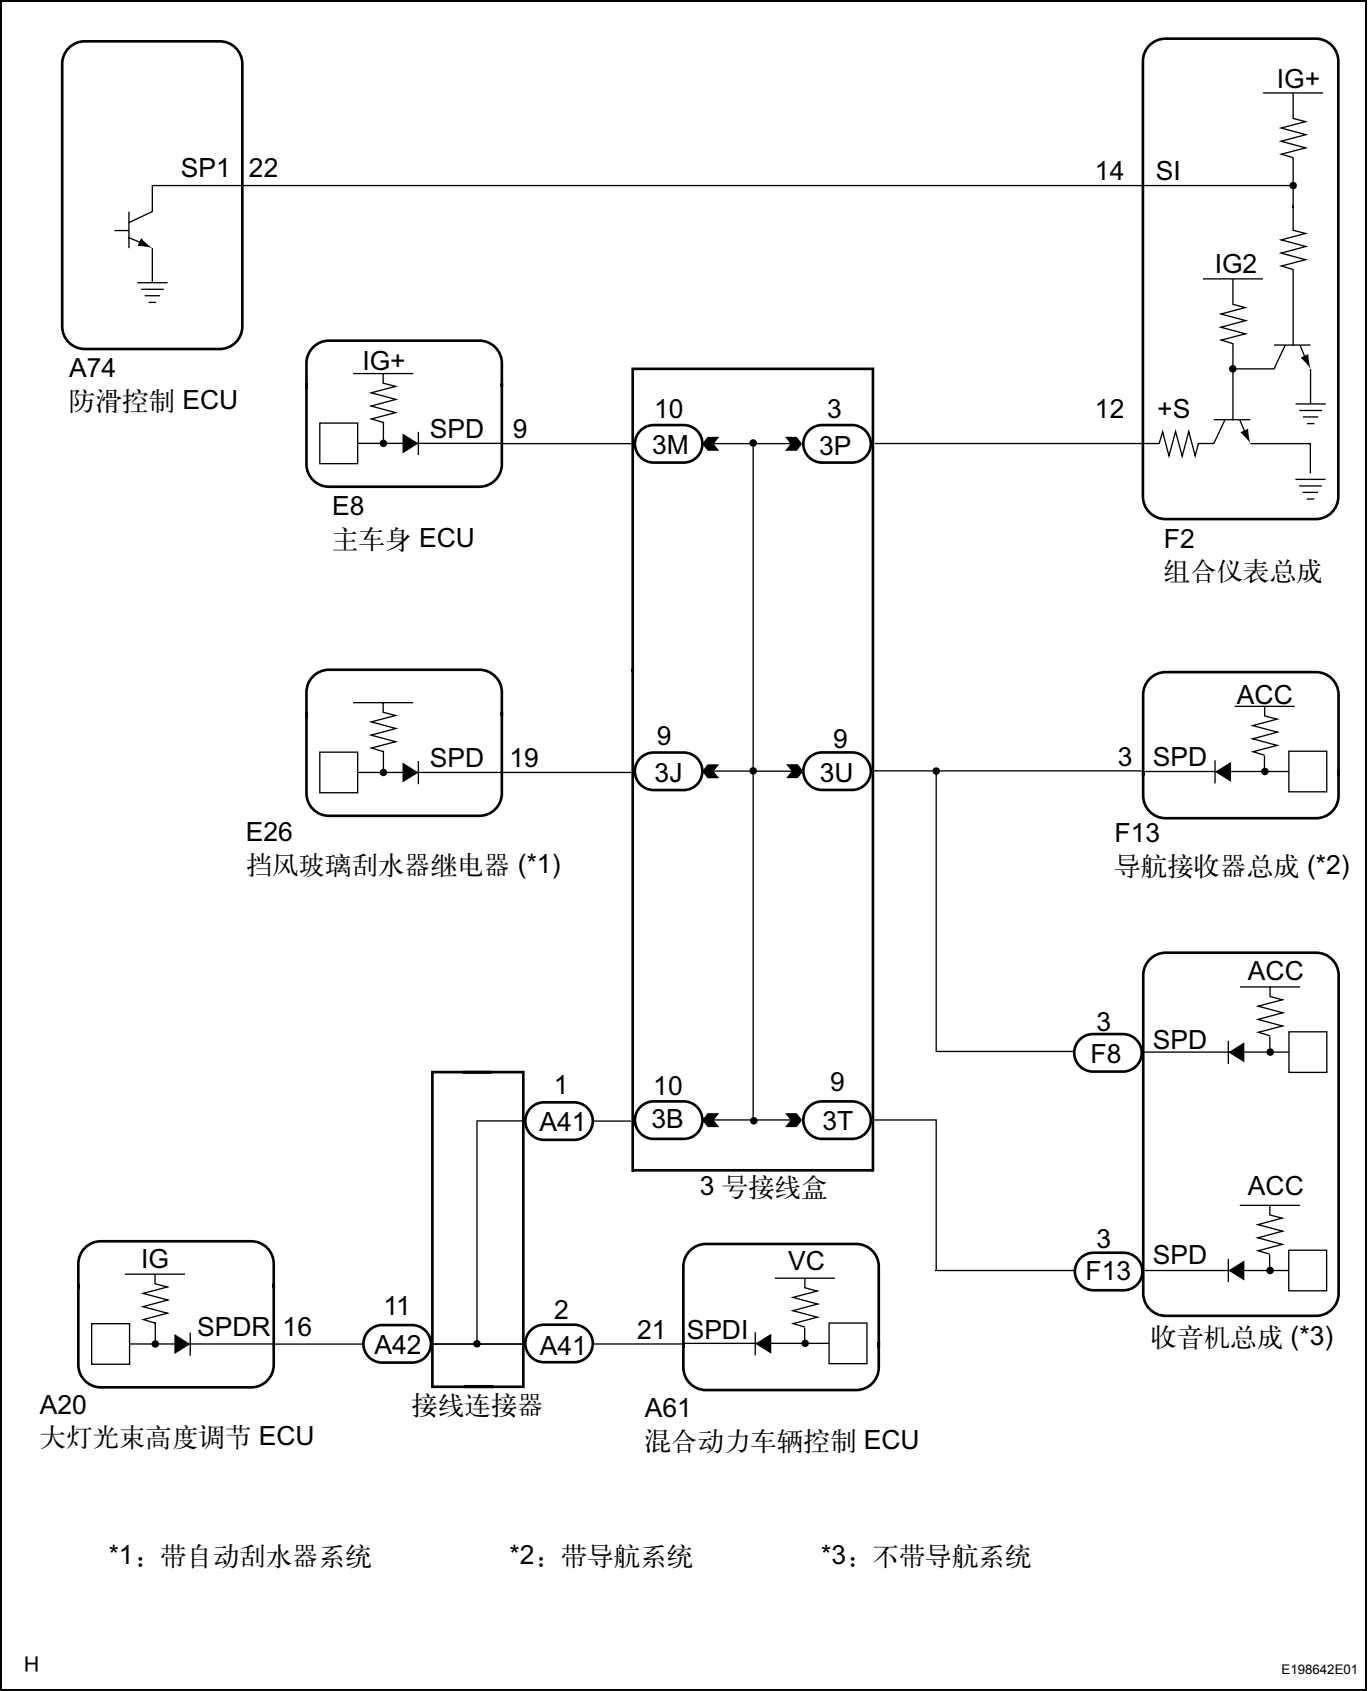 IG+
SP1 22
14 SI
IG2
A74
防滑控制 ECU
IG+
SPD 9
10
3M
3
3P
12 +S
E8
主车身 ECU
F2
组合仪表总成
SPD 19
9
3J
9
3U
ACC
3 SPD
E26
挡风玻璃刮水器继电器 (*1)
F13
导航接收器总成 (*2)
ACC
3
F8
SPD
1
A41
10
3B
9
3T
3 号接线盒
ACC
3
F13
SPD
收音机总成 (*3)
IG
SPDR 16
11
A42
2
A41
VC
21 SPDI
接线连接器
A20
大灯光束高度调节 ECU
A61
混合动力车辆控制 ECU
*1：带自动刮水器系统
*2：带导航系统
*3：不带导航系统
H
E198642E01